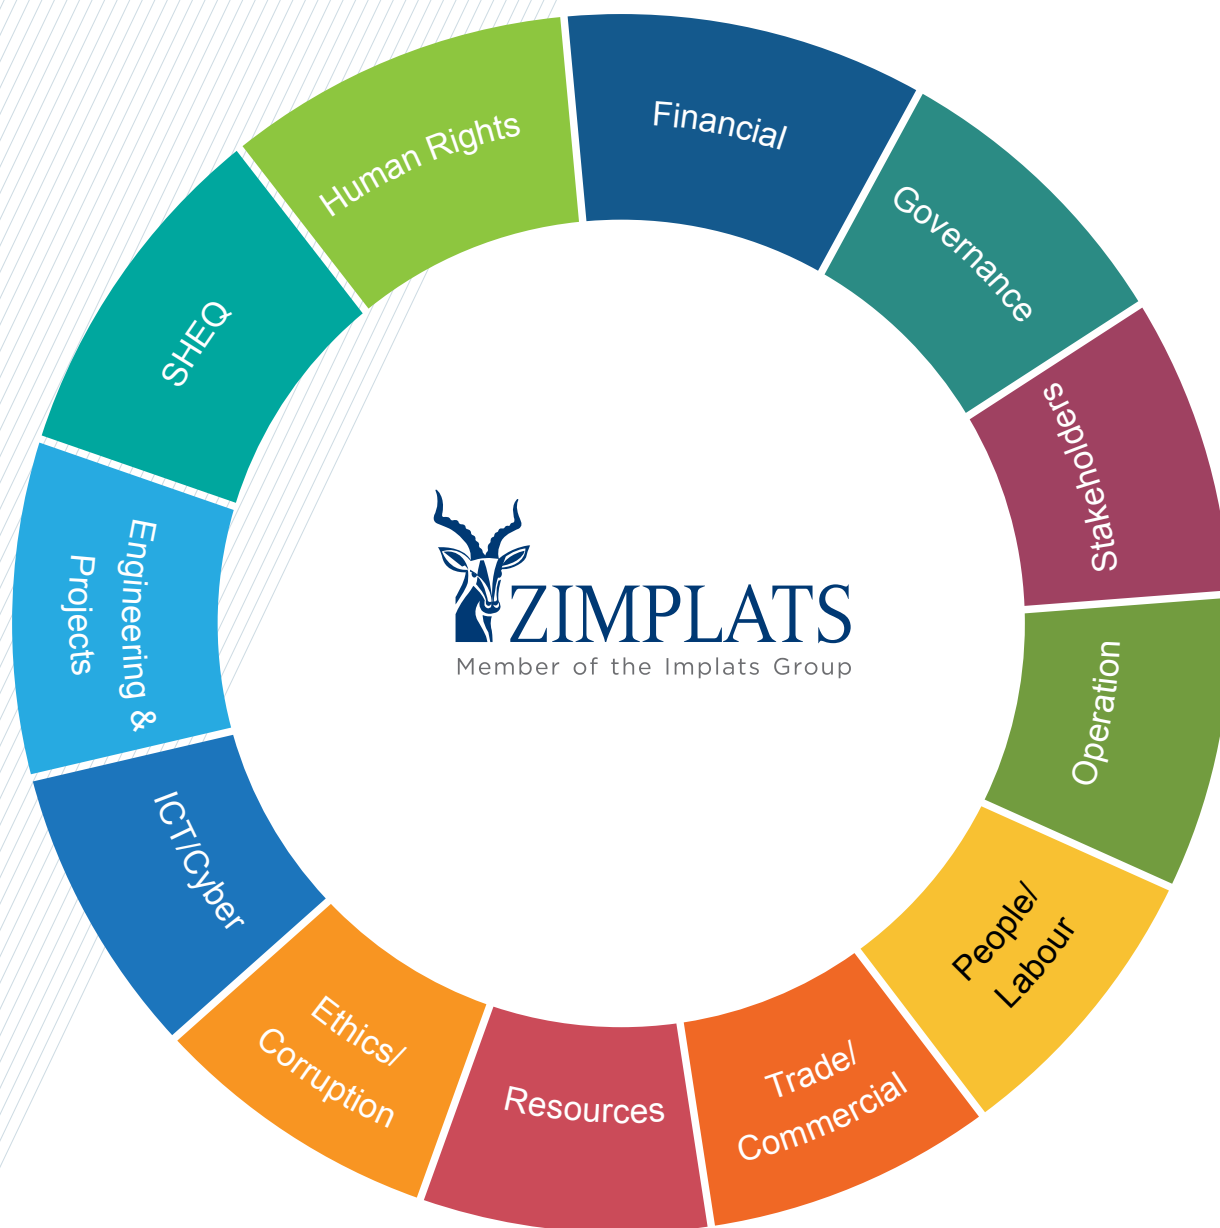 Financial
Governance
Stakeholders
Operation
People/
Labour
Trade/
Commercial
Resources
Ethics/
Corruption
ICT/Cyber
Engineering &
Projects
SHEQ
Human Rights
ZIMPLATS
Member of the Implats Group